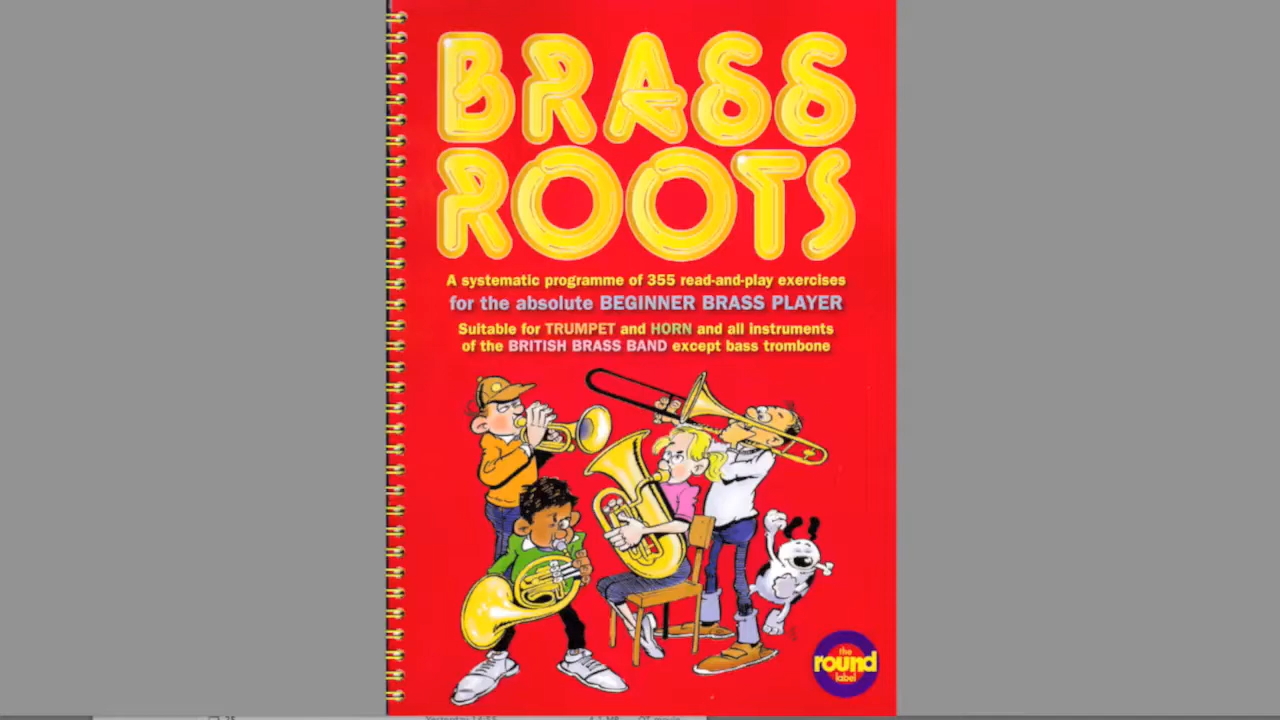 BRASS
ROOTS
A systematic programme of 355 read-and-play exercises
for the absolute BEGINNER BRASS PLAYER
Suitable for TRUMPET and HORN and all instruments
of the BRITISH BRASS BAND except bass trombone
the
round
label